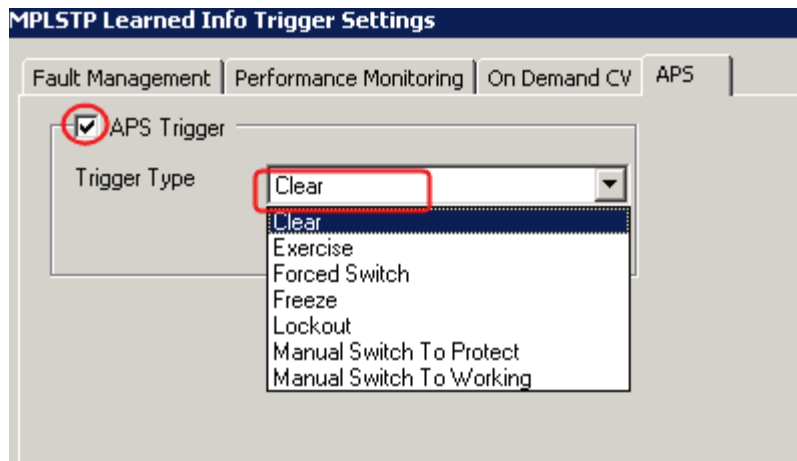 MPLSTP Learned Info Trigger Settings
Fault Management Performance Monitoring On Demand CV APS
APS Trigger
Trigger Type Clear
Clear
Exercise
Forced Switch
Freeze
Lockout
Manual Switch To Protect
Manual Switch To Working